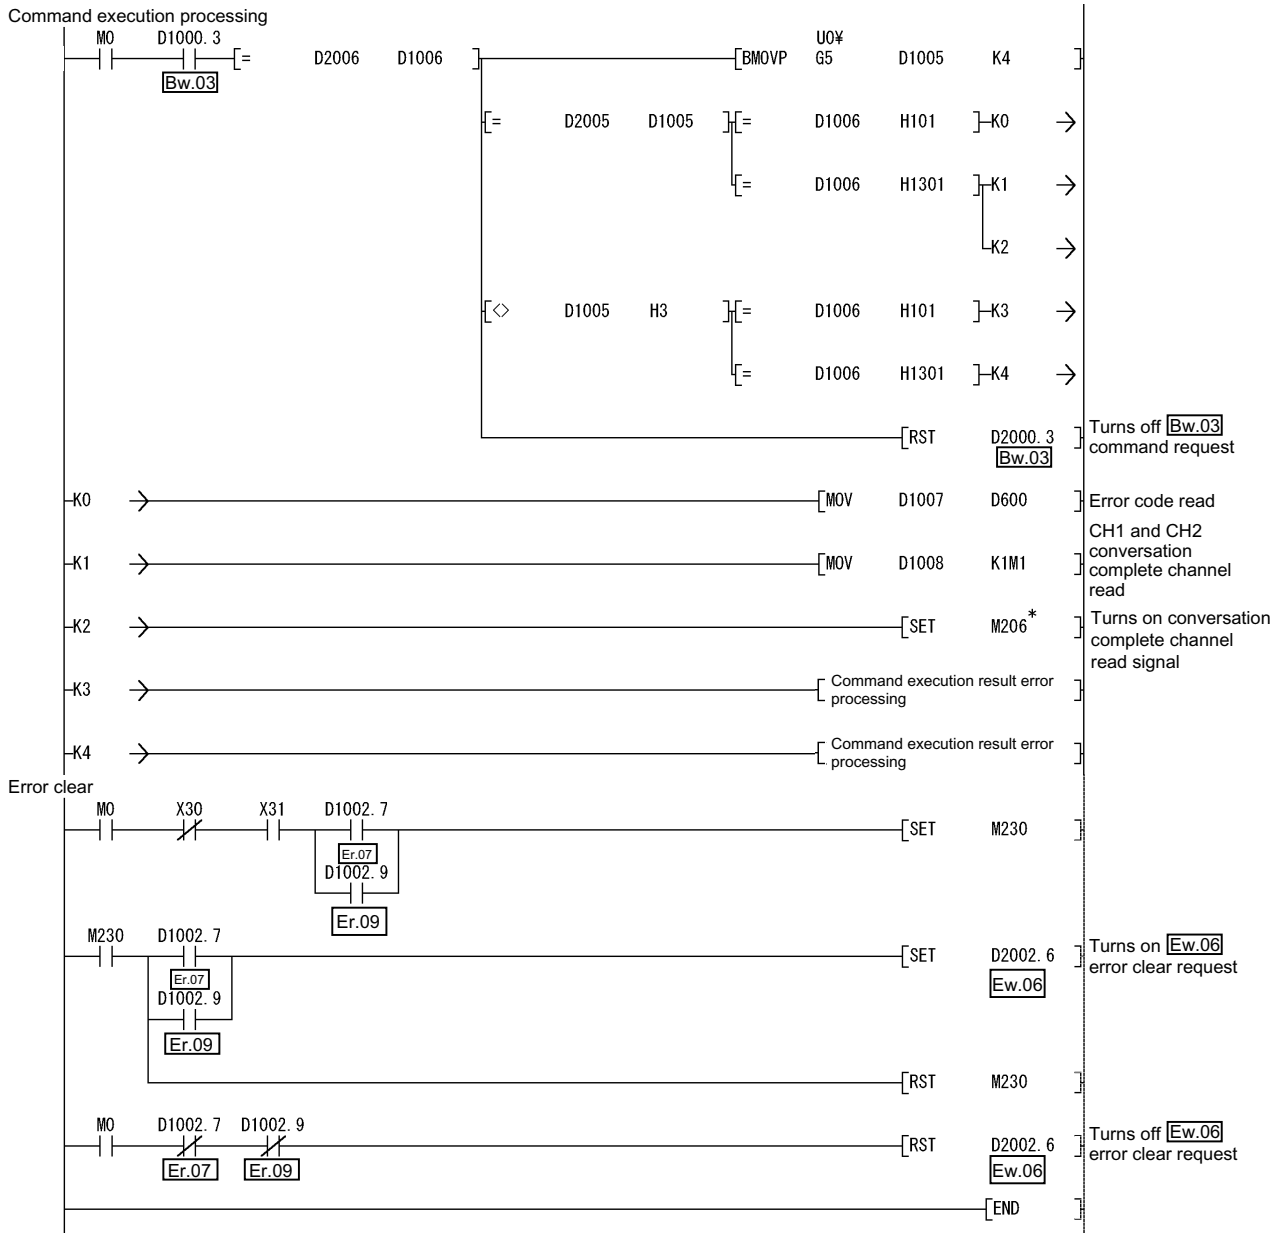 Command execution processing
M0 D1000.3 U0¥
[= D2006 D1006 ] [BMOVP G5 D1005 K4 ]
Bw.03
[= D2005 D1005 ] [= D1006 H101 ] K0
[= D1006 H1301 ] K1
K2
[<> D1005 H3 ] [= D1006 H101 ] K3
[= D1006 H1301 ] K4
[RST D2000.3 ] Turns off Bw.03
Bw.03 command request
K0 [MOV D1007 D600 ] Error code read
K1 [MOV D1008 K1M1 ] CH1 and CH2
conversation
complete channel
read
K2 [SET M206* ] Turns on conversation
complete channel
read signal
K3 [ Command execution result error ]
processing
K4 [ Command execution result error ]
processing
Error clear
M0 X30 X31 D1002.7
[SET M230 ]
Er.07
D1002.9
Er.09
M230 D1002.7
[SET D2002.6 ] Turns on Ew.06
Er.07 Ew.06 error clear request
D1002.9
Er.09
[RST M230 ]
M0 D1002.7 D1002.9
[RST D2002.6 ] Turns off Ew.06
Er.07 Er.09 Ew.06 error clear request
[END ]